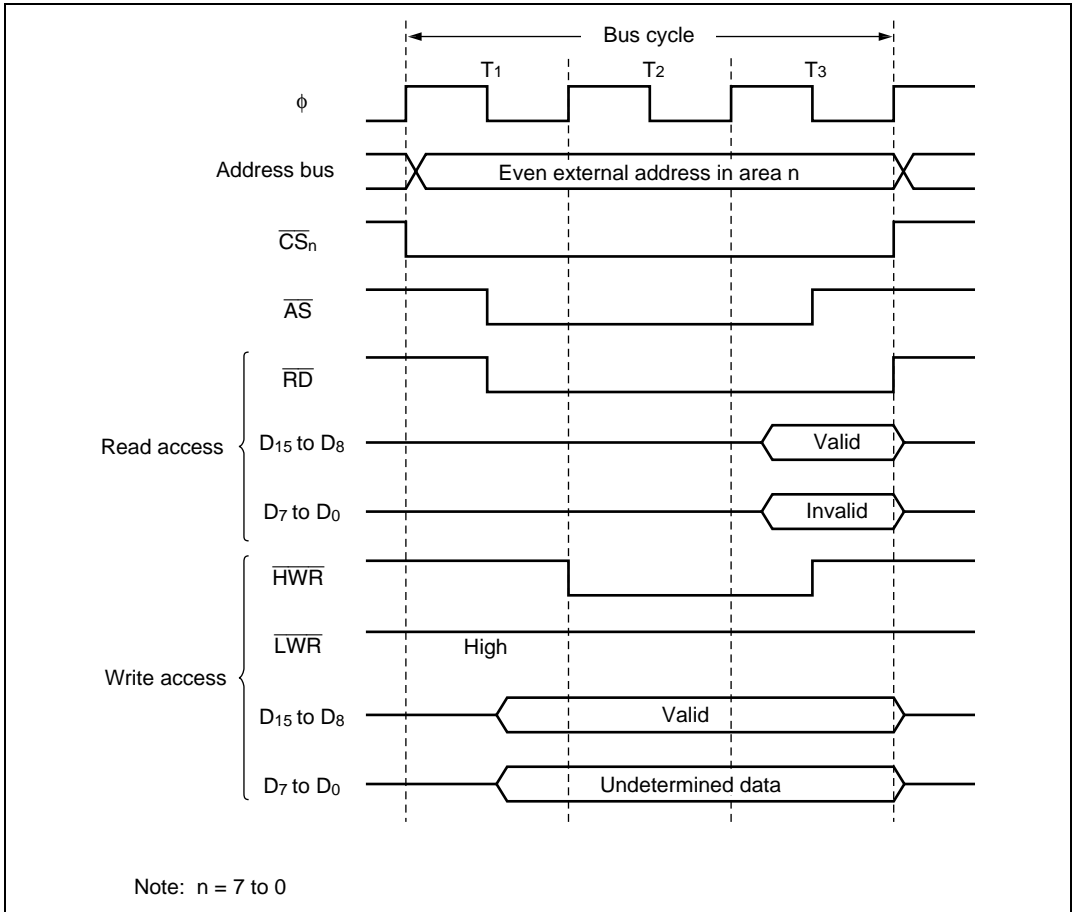 Bus cycle
T1 T2 T3
φ
Address bus Even external address in area n
CSn
AS
RD
Read access D15 to D8 Valid
D7 to D0 Invalid
HWR
LWR High
Write access
D15 to D8 Valid
D7 to D0 Undetermined data
Note: n = 7 to 0